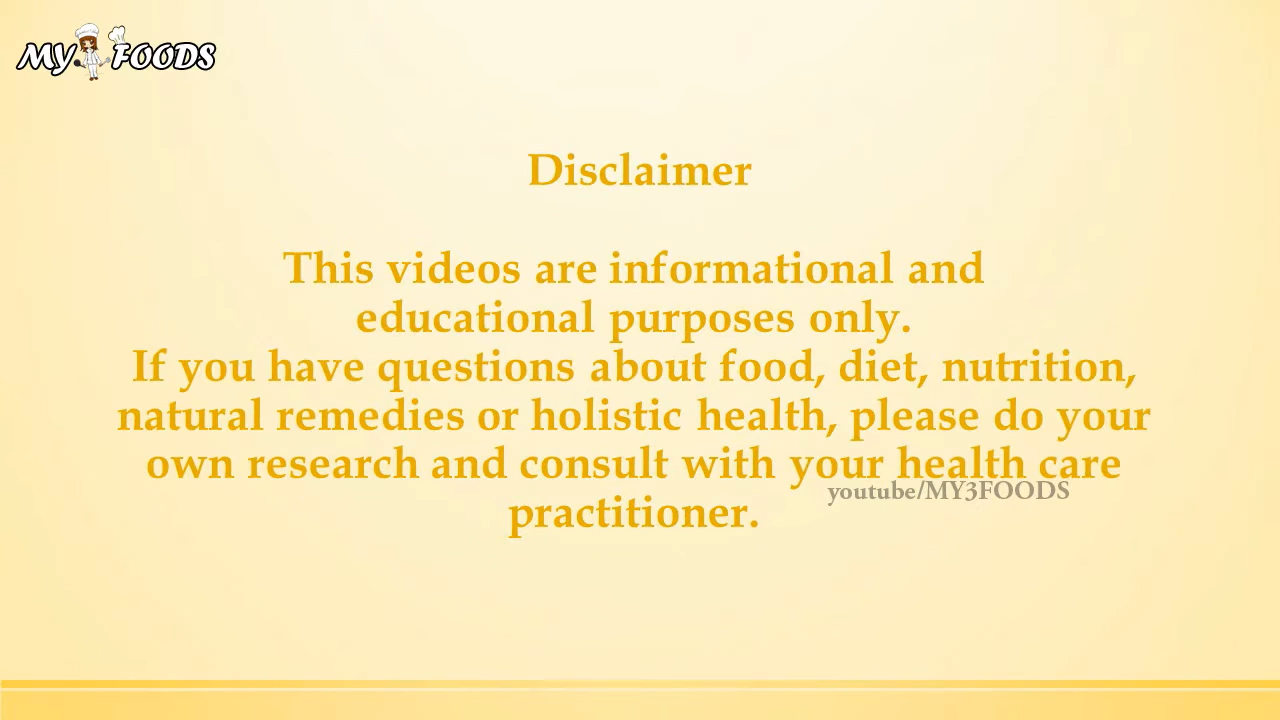 MY FOODS
Disclaimer
This videos are informational and
educational purposes only.
If you have questions about food, diet, nutrition,
natural remedies or holistic health, please do your
own research and consult with your health care
youtube/MY3FOODS
practitioner.